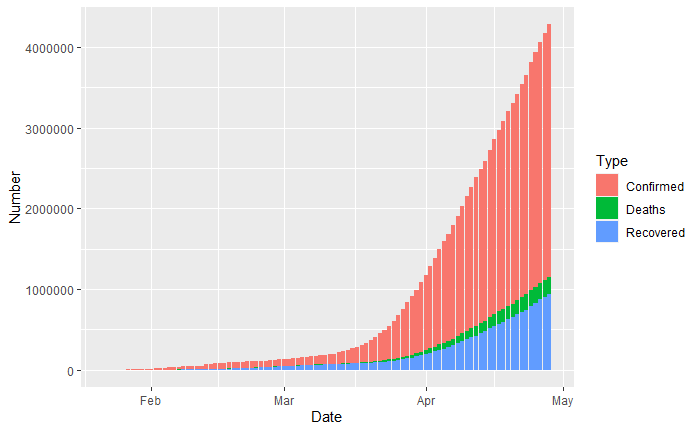 4000000
3000000
2000000
1000000
0
Number
Feb
Mar
Apr
May
Date
Type
Confirmed
Deaths
Recovered